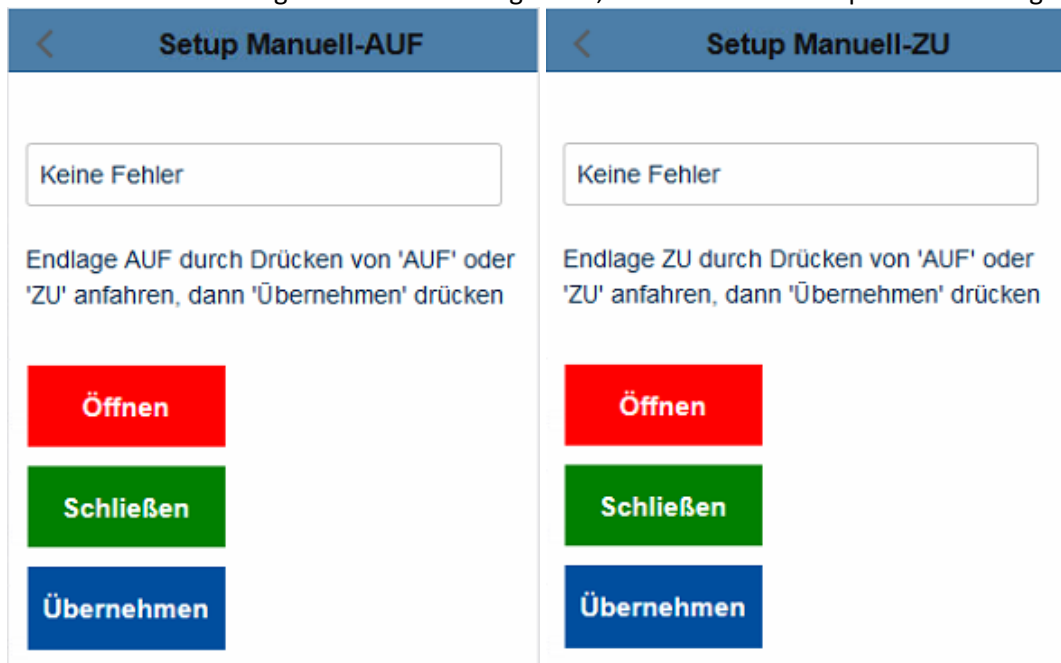 Setup Manuell-AUF
Keine Fehler
Endlage AUF durch Drücken von 'AUF' oder
'ZU' anfahren, dann 'Übernehmen' drücken
Öffnen
Schließen
Übernehmen
Setup Manuell-ZU
Keine Fehler
Endlage ZU durch Drücken von 'AUF' oder
'ZU' anfahren, dann 'Übernehmen' drücken
Öffnen
Schließen
Übernehmen